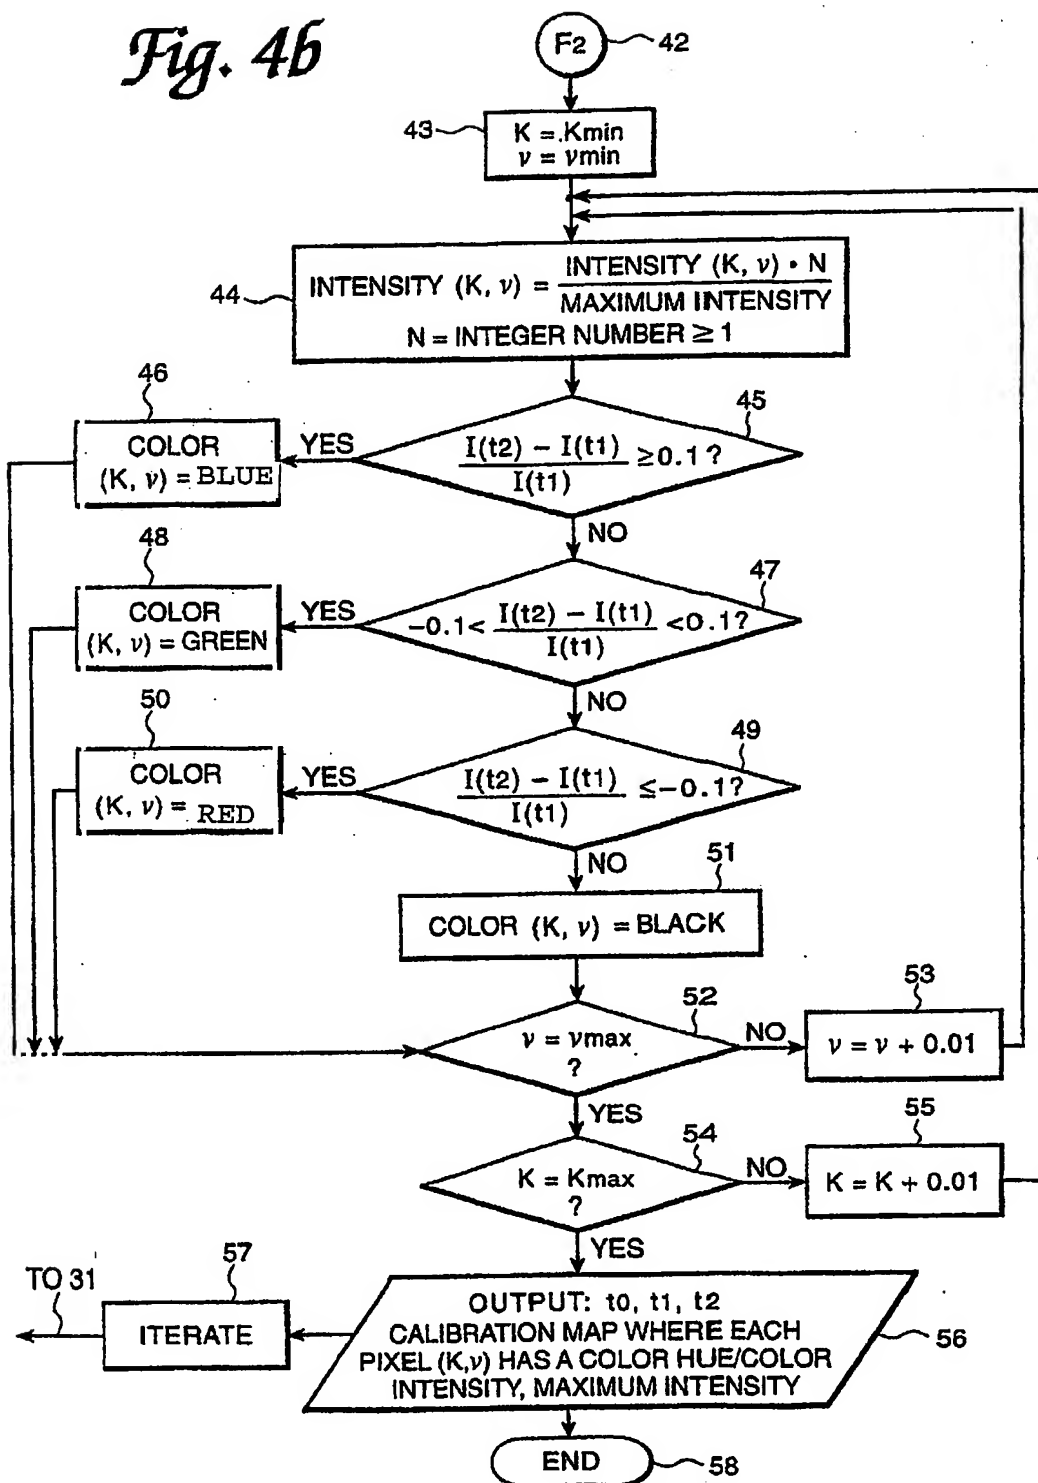 Fig. 4b
F2
42
43
K = Kmin
ν = νmin
44
INTENSITY (K, ν) = INTENSITY (K, ν) • N
MAXIMUM INTENSITY
N = INTEGER NUMBER ≥ 1
45
I(t2) – I(t1)
I(t1)
≥0.1?
YES
46
COLOR
(K, ν) = BLUE
NO
47
-0.1< I(t2) – I(t1) <0.1?
I(t1)
YES
48
COLOR
(K, ν) = GREEN
NO
49
I(t2) – I(t1)
I(t1)
≤-0.1?
YES
50
COLOR
(K, ν) = RED
NO
51
COLOR (K, ν) = BLACK
52
ν = νmax
?
NO
53
ν = ν + 0.01
YES
54
K = Kmax
?
NO
55
K = K + 0.01
YES
56
OUTPUT: t0, t1, t2
CALIBRATION MAP WHERE EACH
PIXEL (K,ν) HAS A COLOR HUE/COLOR
INTENSITY, MAXIMUM INTENSITY
57
ITERATE
TO 31
END
58